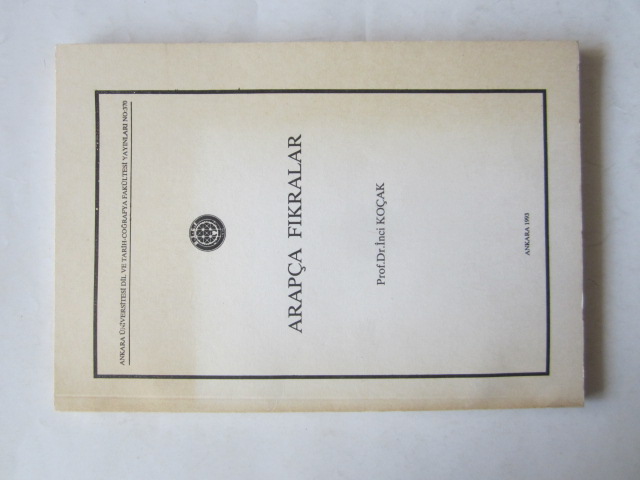 ANKARA ÜNİVERSİTESİ DİL VE TARİH-COĞRAFYA FAKÜLTESİ YAYINLARI NO:370
ARAPÇA FIKRALAR
Prof.Dr.İnci KOÇAK
ANKARA 1993